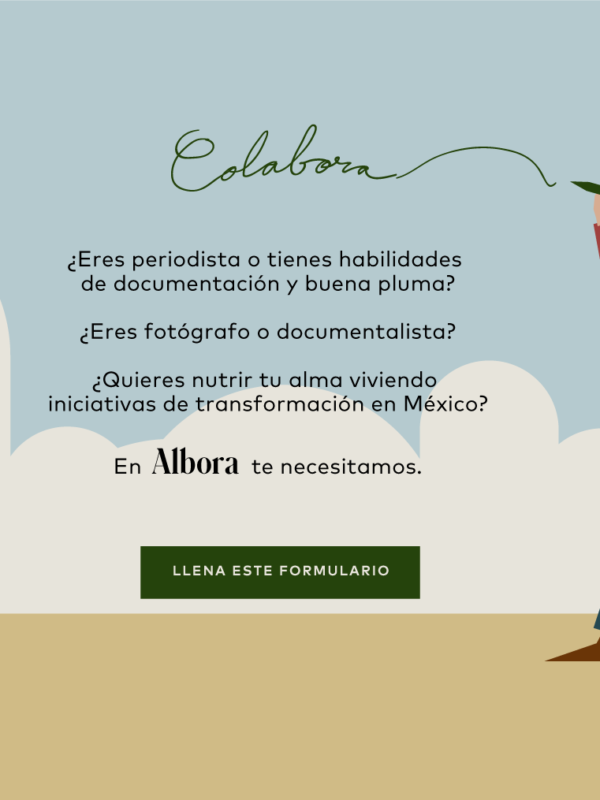 Colabora
¿Eres periodista o tienes habilidades
de documentación y buena pluma?
¿Eres fotógrafo o documentalista?
¿Quieres nutrir tu alma viviendo
iniciativas de transformación en México?
En Albora te necesitamos.
LLENA ESTE FORMULARIO